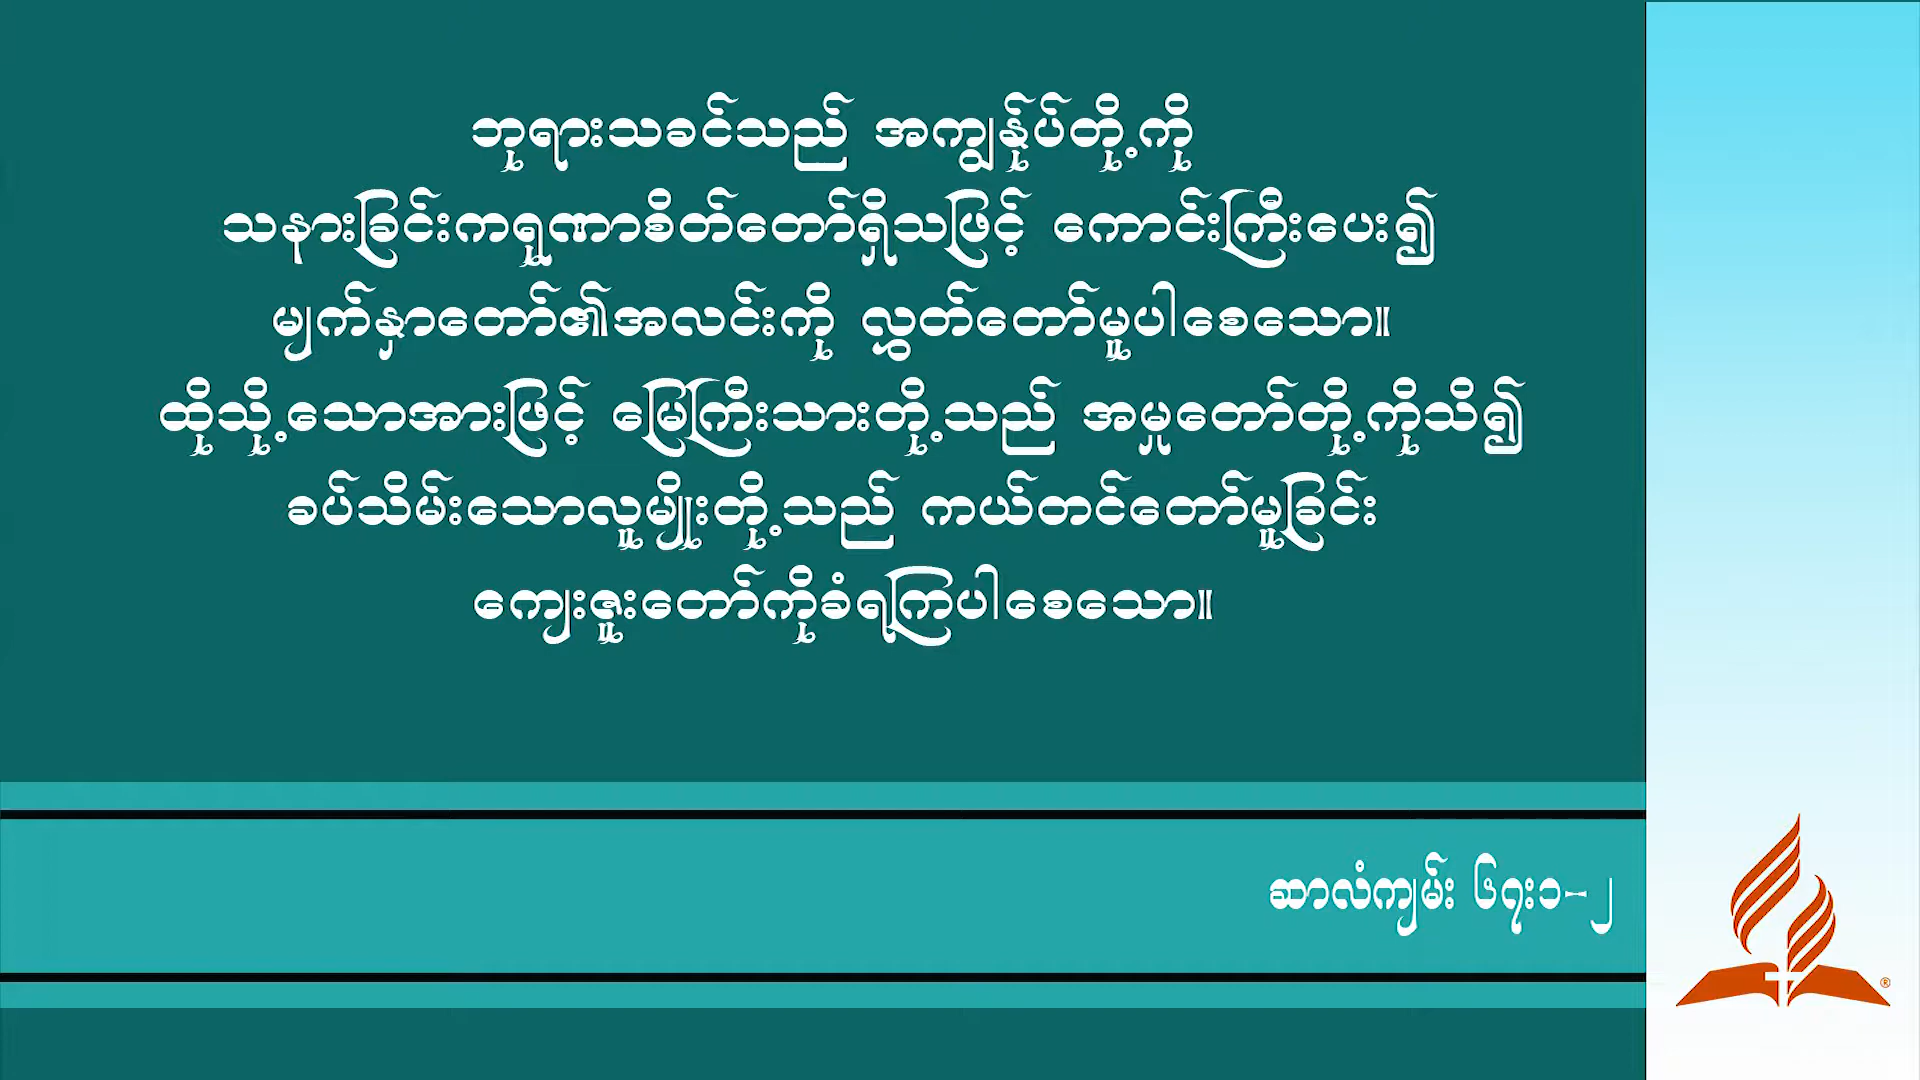 ဘုရားသခင်သည် အကျွန်ုပ်တို့ကို
သနားခြင်းကရုဏာစိတ်တော်ရှိသဖြင့် ကောင်းကြီးပေး၍
မျက်နှာတော်၏အလင်းကို လွှတ်တော်မူပါစေသော။
ထိုသို့သောအားဖြင့် မြေကြီးသားတို့သည် အမှုတော်တို့ကိုသိ၍
ခပ်သိမ်းသောလူမျိုးတို့သည် ကယ်တင်တော်မူခြင်း
ကျေးဇူးတော်ကိုခံရကြပါစေသော။
ဆာလံကျမ်း ၆၇း၁-၂
®